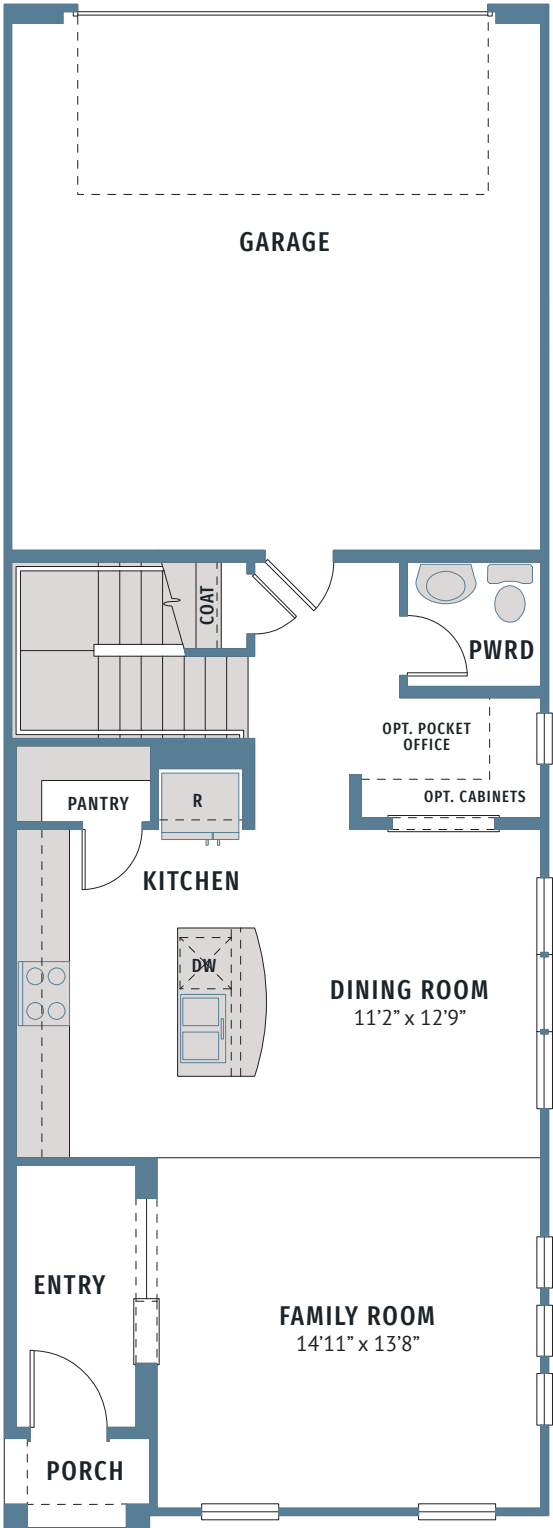 GARAGE
COAT
PWRD
OPT. POCKET
OFFICE
OPT. CABINETS
PANTRY
R
KITCHEN
DW
DINING ROOM
11'2” x 12'9”
ENTRY
FAMILY ROOM
14'11” x 13'8”
PORCH